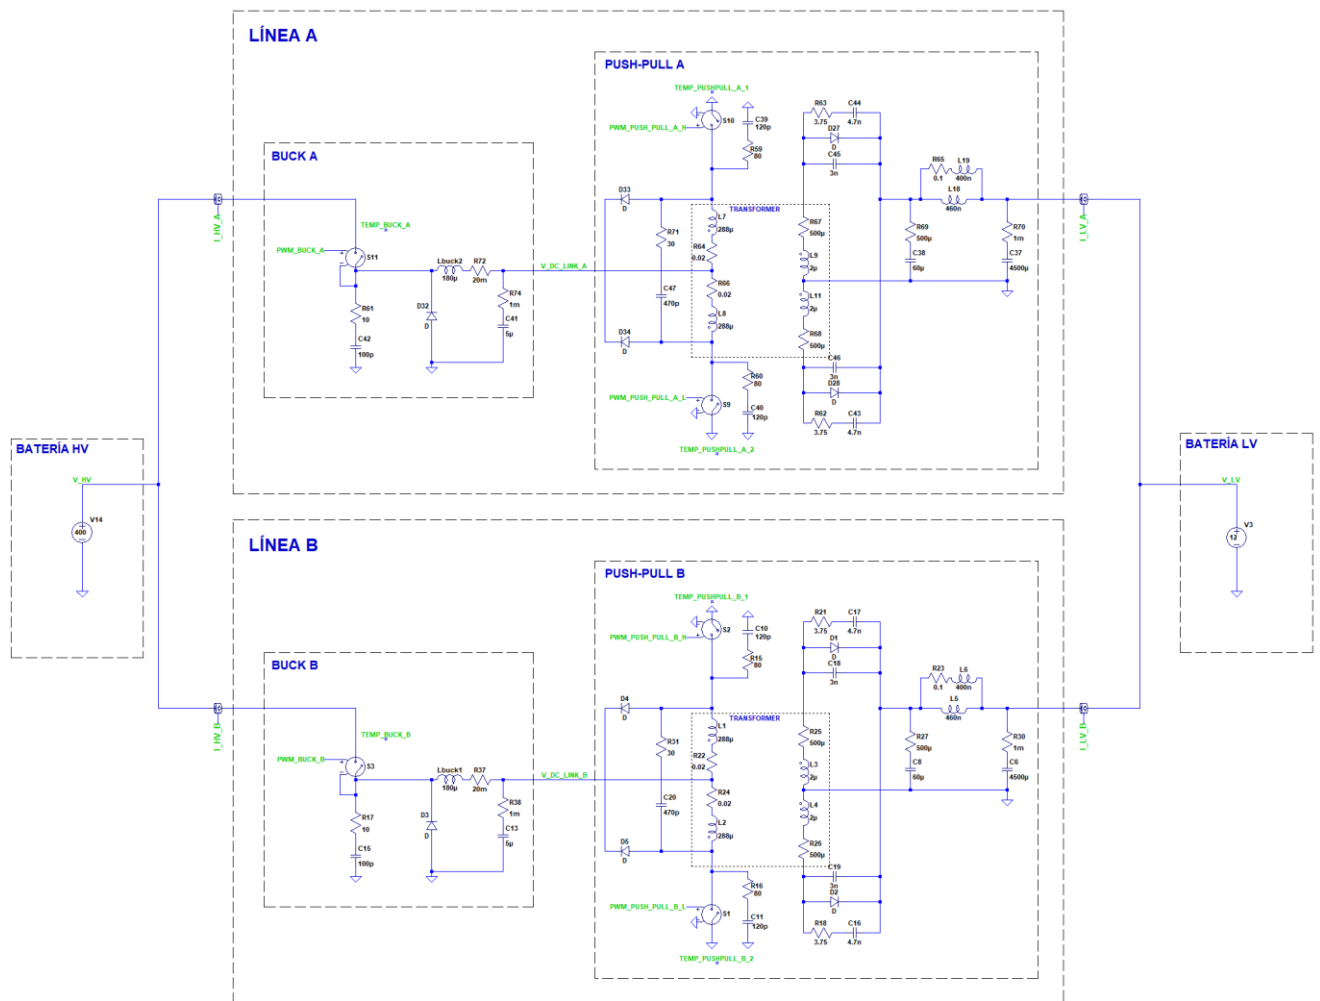 LÍNEA A
PUSH-PULL A
TEMP_PUSHPULL_A_1
PWM_PUSH_PULL_A_H
S10
C39
120p
R59
80
R63
3.75
C44
4.7n
D27
D
C45
3n
BUCK A
I_HV_A
TEMP_BUCK_A
PWM_BUCK_A
S11
R61
10
C42
100p
D32
D
Lbuck2
180µ
R72
20m
R74
1m
C41
5µ
V_DC_LINK_A
D33
D
R71
30
C47
470p
D34
D
TRANSFORMER
L7
288µ
R64
0.02
R66
0.02
L8
288µ
R67
500µ
L9
2µ
L11
2µ
R68
500µ
R65
0.1
L19
400n
L18
460n
R69
500µ
C38
60µ
R70
1m
C37
4500µ
I_LV_A
C46
3n
D28
D
R62
3.75
C43
4.7n
R60
80
C40
120p
PWM_PUSH_PULL_A_L
S9
TEMP_PUSHPULL_A_2
BATERÍA HV
V_HV
V14
400
BATERÍA LV
V_LV
V3
12
LÍNEA B
PUSH-PULL B
TEMP_PUSHPULL_B_1
PWM_PUSH_PULL_B_H
S2
C10
120p
R15
80
R21
3.75
C17
4.7n
D1
D
C18
3n
BUCK B
I_HV_B
TEMP_BUCK_B
PWM_BUCK_B
S3
R17
10
C15
100p
D3
D
Lbuck1
180µ
R37
20m
R38
1m
C13
5µ
V_DC_LINK_B
D4
D
R31
30
C20
470p
D5
D
TRANSFORMER
L1
288µ
R22
0.02
R24
0.02
L2
288µ
R25
500µ
L3
2µ
L4
2µ
R26
500µ
R23
0.1
L6
400n
L5
460n
R27
500µ
C8
60µ
R30
1m
C6
4500µ
I_LV_B
C19
3n
D2
D
R18
3.75
C16
4.7n
R16
80
C11
120p
PWM_PUSH_PULL_B_L
S1
TEMP_PUSHPULL_B_2